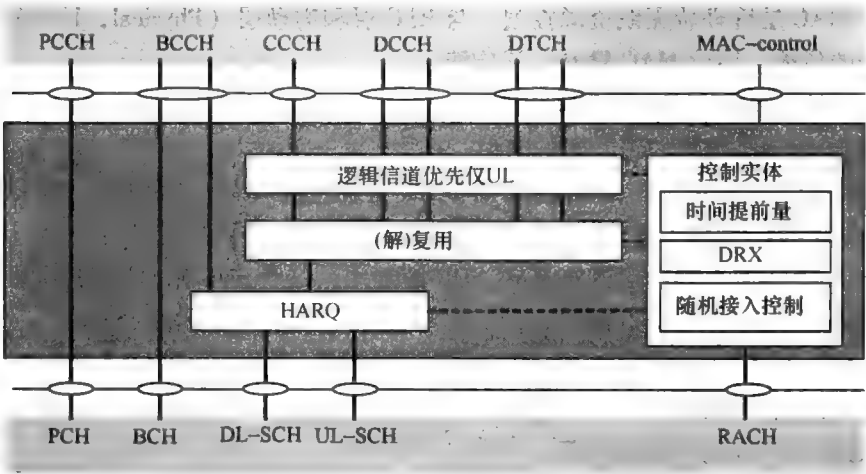 PCCH BCCH CCCH DCCH DTCH MAC-control
逻辑信道优先仅UL
控制实体
时间提前量
(解)复用
DRX
HARQ
随机接入控制
PCH BCH DL-SCH UL-SCH RACH